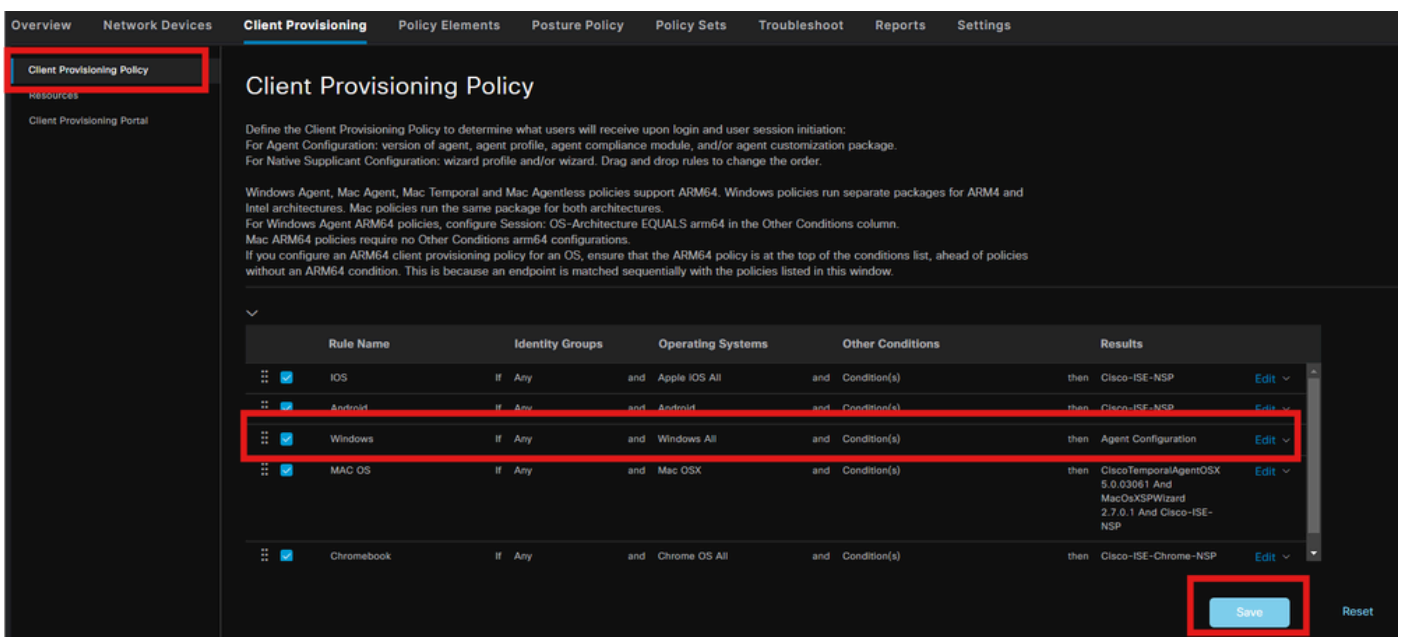 Overview Network Devices Client Provisioning Policy Elements Posture Policy Policy Sets Troubleshoot Reports Settings
Client Provisioning Policy
Resources
Client Provisioning Portal
Client Provisioning Policy
Define the Client Provisioning Policy to determine what users will receive upon login and user session initiation:
For Agent Configuration: version of agent, agent profile, agent compliance module, and/or agent customization package.
For Native Supplicant Configuration: wizard profile and/or wizard. Drag and drop rules to change the order.
Windows Agent, Mac Agent, Mac Temporal and Mac Agentless policies support ARM64. Windows policies run separate packages for ARM4 and
Intel architectures. Mac policies run the same package for both architectures.
For Windows Agent ARM64 policies, configure Session: OS-Architecture EQUALS arm64 in the Other Conditions column.
Mac ARM64 policies require no Other Conditions arm64 configurations.
If you configure an ARM64 client provisioning policy for an OS, ensure that the ARM64 policy is at the top of the conditions list, ahead of policies
without an ARM64 condition. This is because an endpoint is matched sequentially with the policies listed in this window.
Rule Name Identity Groups Operating Systems Other Conditions Results
IOS If Any and Apple iOS All and Condition(s) then Cisco-ISE-NSP Edit
Android If Any and Android and Condition(s) then Cisco-ISE-NSP Edit
Windows If Any and Windows All and Condition(s) then Agent Configuration Edit
MAC OS If Any and Mac OSX and Condition(s) then CiscoTemporalAgentOSX Edit
5.0.03061 And
MacOsXSPWizard
2.7.0.1 And Cisco-ISE-
NSP
Chromebook If Any and Chrome OS All and Condition(s) then Cisco-ISE-Chrome-NSP Edit
Save Reset